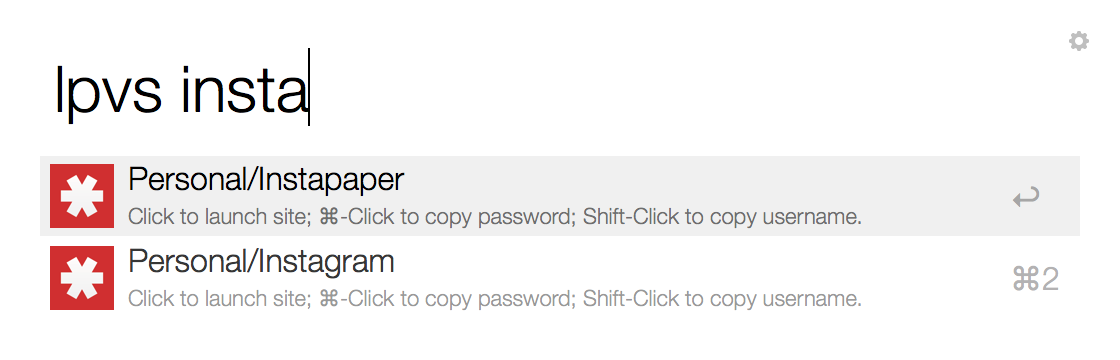 lpvs insta
Personal/Instapaper
Click to launch site; ⌘-Click to copy password; Shift-Click to copy username.
↩
Personal/Instagram
Click to launch site; ⌘-Click to copy password; Shift-Click to copy username.
⌘2